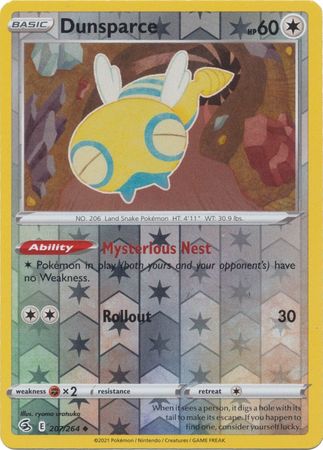 BASIC Dunsparce HP60
NO. 206 Land Snake Pokémon HT: 4'11" WT: 30.9 lbs.
Ability Mysterious Nest
Pokémon in play (both yours and your opponent's) have
no Weakness.
Rollout 30
weakness ×2 resistance retreat
Illus. ryoma uratsuka
E 207/264
When it sees a person, it digs a hole with its
tail to make its escape. If you happen to
find one, consider yourself lucky.
©2021 Pokémon / Nintendo / Creatures / GAME FREAK